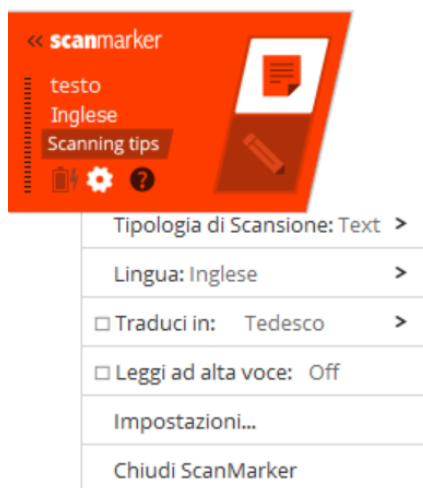 « scanmarker
testo
Inglese
Scanning tips
?
Tipologia di Scansione: Text >
Lingua: Inglese >
Traduci in: Tedesco >
Leggi ad alta voce: Off
Impostazioni...
Chiudi ScanMarker